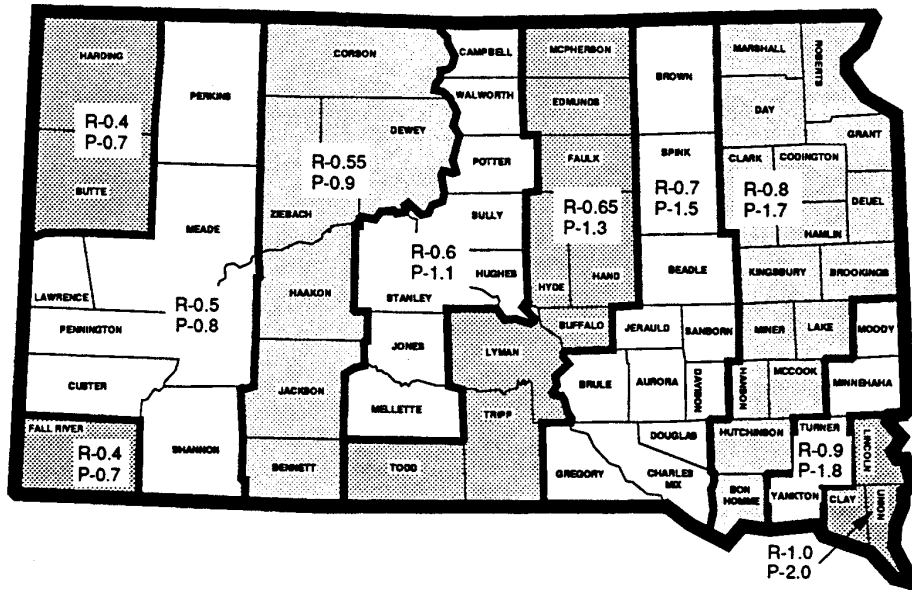 HARDING
CORSON
CAMPBELL
MCPHERSON
MARSHALL
ROBERTS
PERKINS
BROWN
WALWORTH
EDMUNDS
DAY
R-0.4
P-0.7
DEWEY
GRANT
R-0.55
P-0.9
POTTER
FAULK
SPINK
CLARK
CODINGTON
BUTTE
R-0.65
P-1.3
R-0.7
P-1.5
R-0.8
P-1.7
DEUEL
ZIEBACH
SULLY
MEADE
HAMLIN
R-0.6
P-1.1
HUGHES
HYDE
HAND
BEADLE
KINGSBURY
BROOKINGS
LAWRENCE
HAAKON
STANLEY
R-0.5
P-0.8
BUFFALO
JERAULD
SANBORN
MINER
LAKE
MOODY
PENNINGTON
JONES
LYMAN
CUSTER
JACKSON
BRULE
AURORA
DAVISON
HANSON
MCCOOK
MINNEHAHA
MELLETTE
TRIPP
FALL RIVER
R-0.4
P-0.7
SHANNON
DOUGLAS
HUTCHINSON
TURNER
LINCOLN
R-0.9
P-1.8
BENNETT
TODD
GREGORY
CHARLES
MIX
BON
HOMME
YANKTON
CLAY
UNION
R-1.0
P-2.0